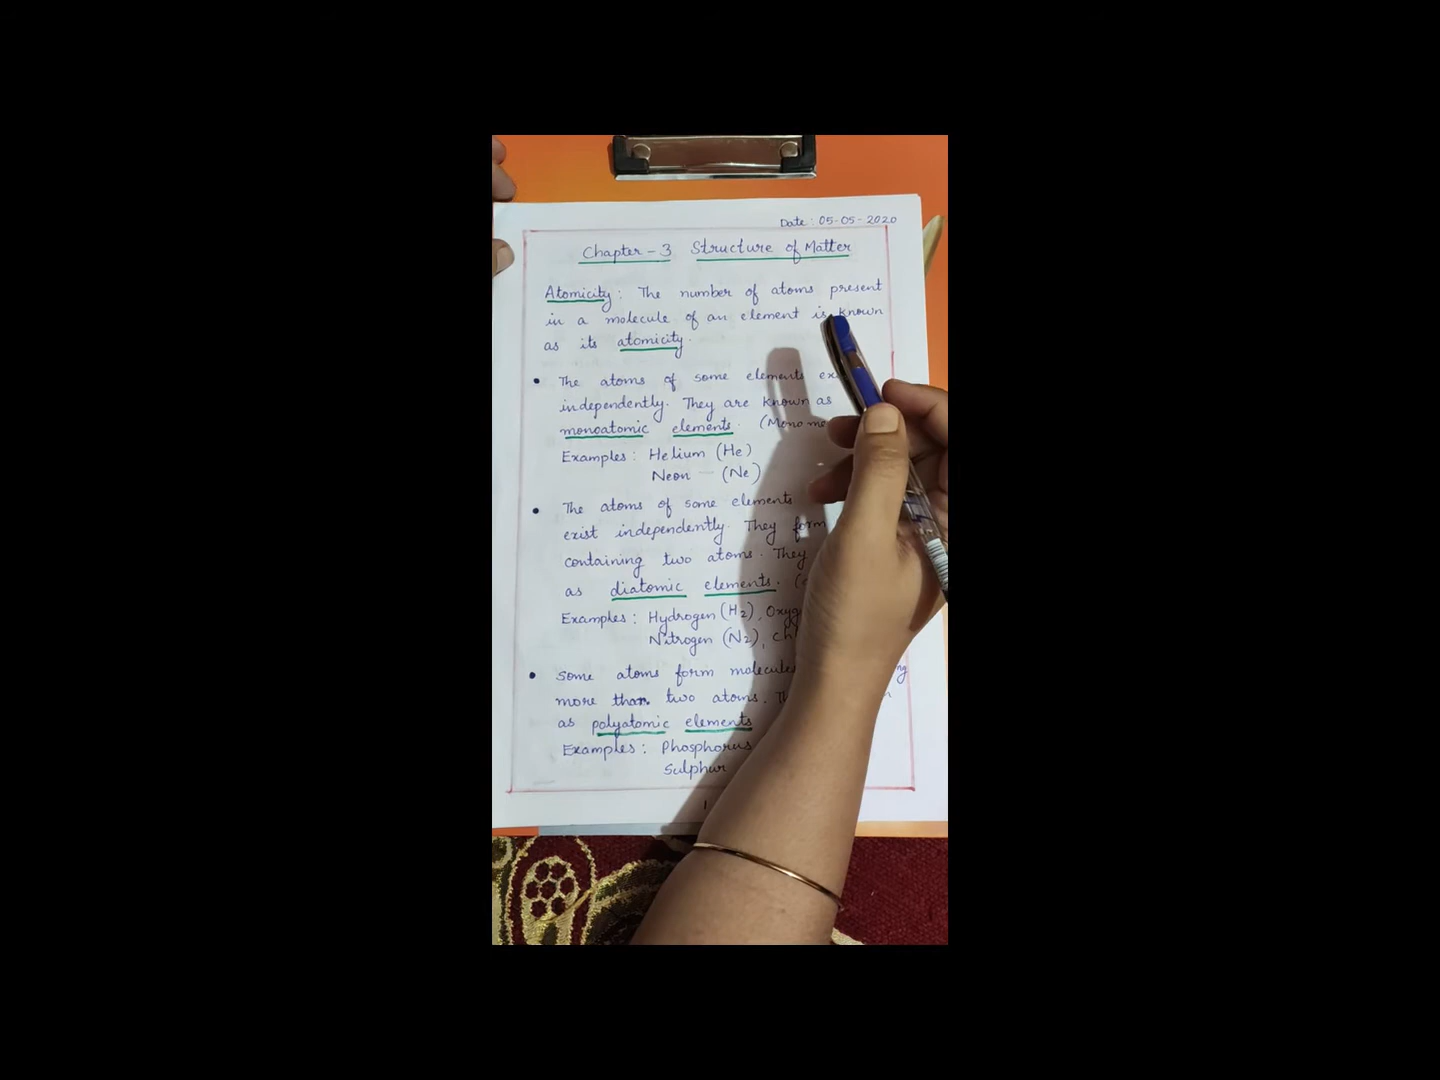 Date: 05-05-2020
Chapter-3 Structure of Matter
Atomicity: The number of atoms present
in a molecule of an element is known
as its atomicity.
• The atoms of some elements
independently. They are known as
monoatomic elements. (Mono
Examples: Helium (He)
Neon (Ne)
• The atoms of some elements
exist independently. They form
containing two atoms. They
as diatomic elements.
Examples: Hydrogen (H2),
Nitrogen (N2),
• Some atoms form molecules
more than two atoms.
as polyatomic elements
Examples: Phosphorus
Sulphur
1